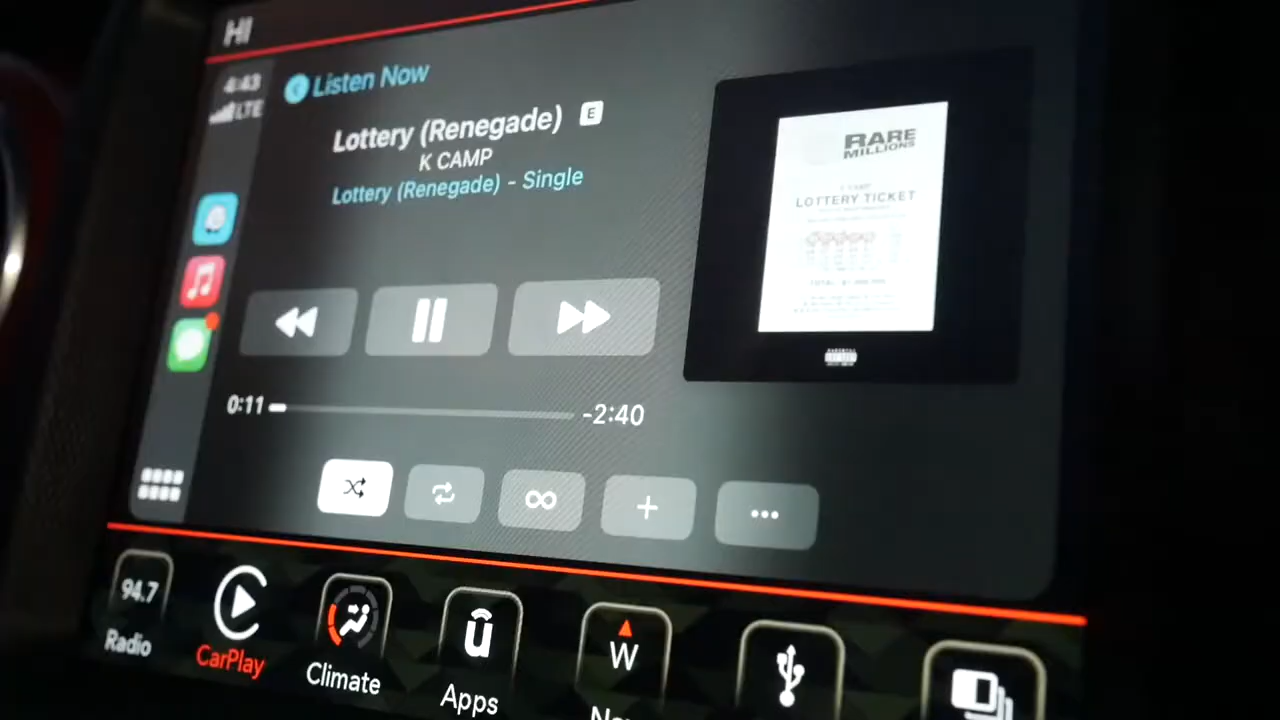 HI
4:43
LTE
Listen Now
Lottery (Renegade) E
K CAMP
Lottery (Renegade) - Single
RARE
MILLIONS
K CAMP
LOTTERY TICKET
0:11
-2:40
94.7
Radio
CarPlay
Climate
ū
Apps
W